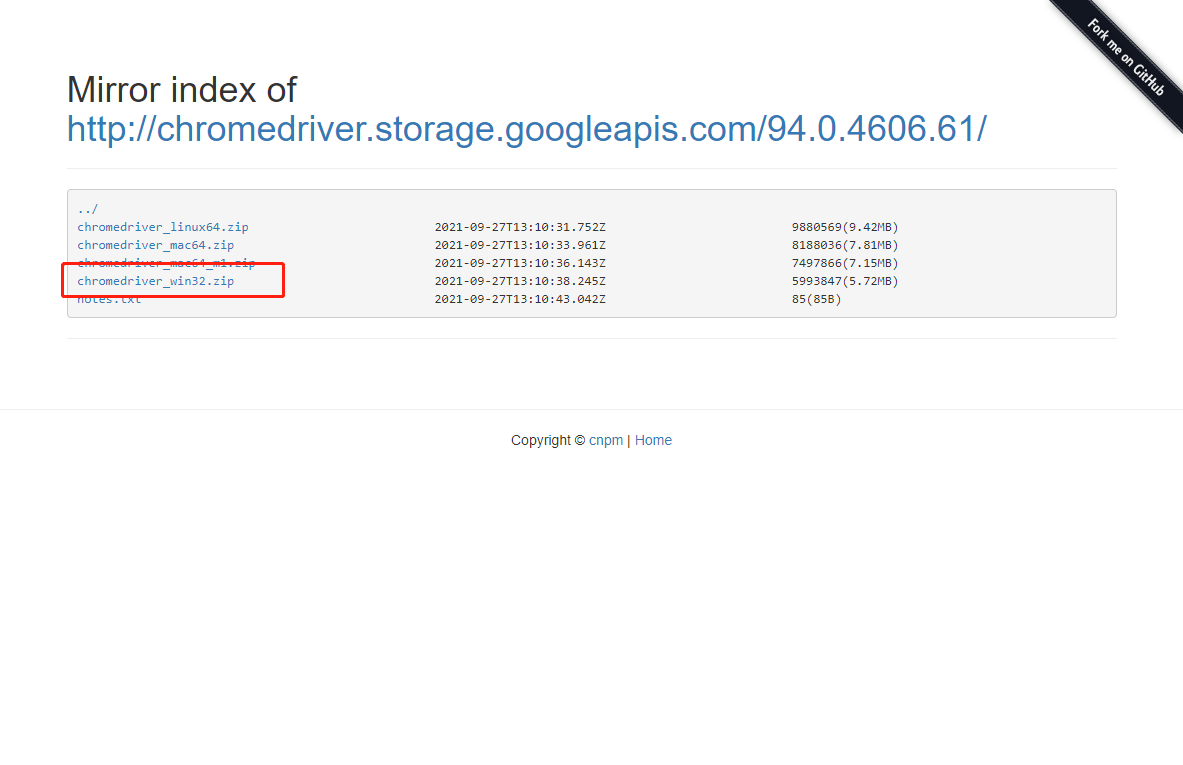 Fork me on GitHub
Mirror index of
http://chromedriver.storage.googleapis.com/94.0.4606.61/
../
chromedriver_linux64.zip 2021-09-27T13:10:31.752Z 9880569(9.42MB)
chromedriver_mac64.zip 2021-09-27T13:10:33.961Z 8188036(7.81MB)
chromedriver_mac64_m1.zip 2021-09-27T13:10:36.143Z 7497866(7.15MB)
chromedriver_win32.zip 2021-09-27T13:10:38.245Z 5993847(5.72MB)
notes.txt 2021-09-27T13:10:43.042Z 85(85B)
Copyright © cnpm | Home